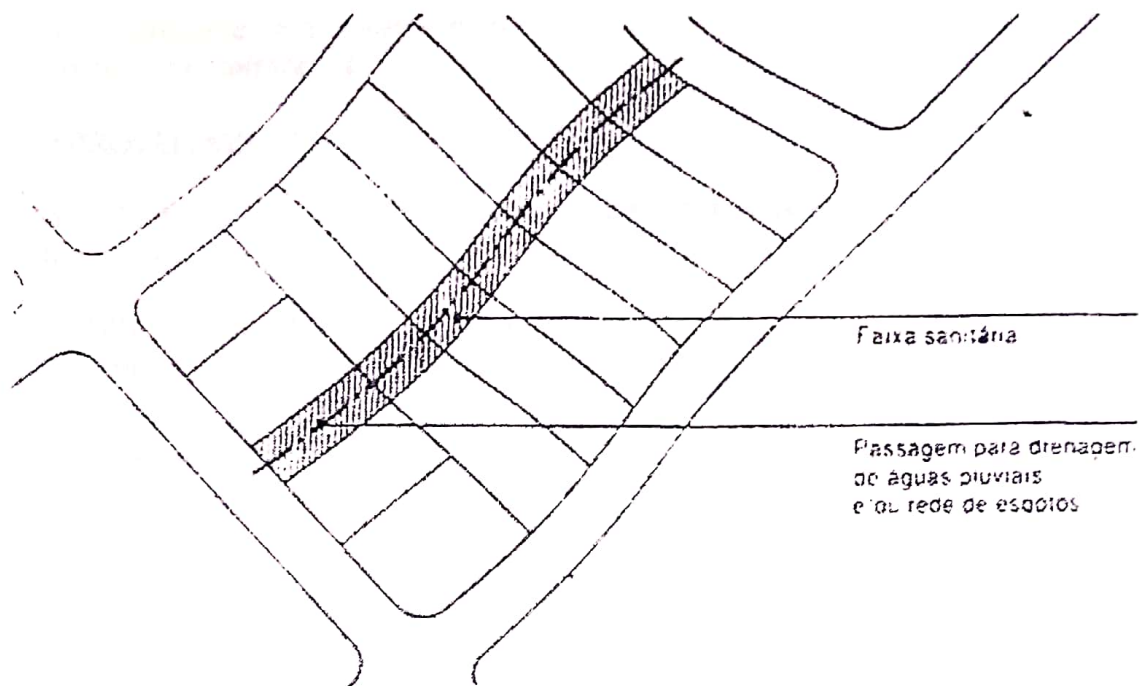 Faixa sanitária
Passagem para drenagem
de águas pluviais
e/ou rede de esgotos